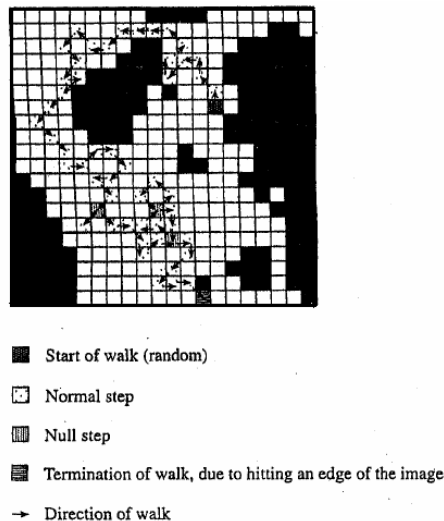 Start of walk (random)
Normal step
Null step
Termination of walk, due to hitting an edge of the image
Direction of walk